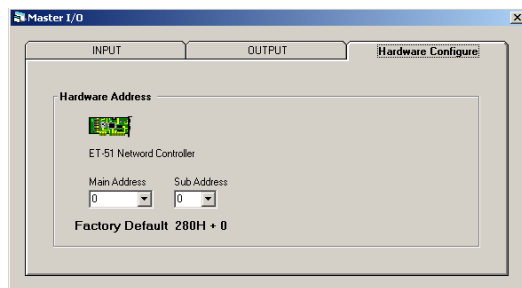 Master I/O
INPUT OUTPUT Hardware Configure
Hardware Address
ET-51 Netword Controller
Main Address Sub Address
0 0
Factory Default 280H + 0